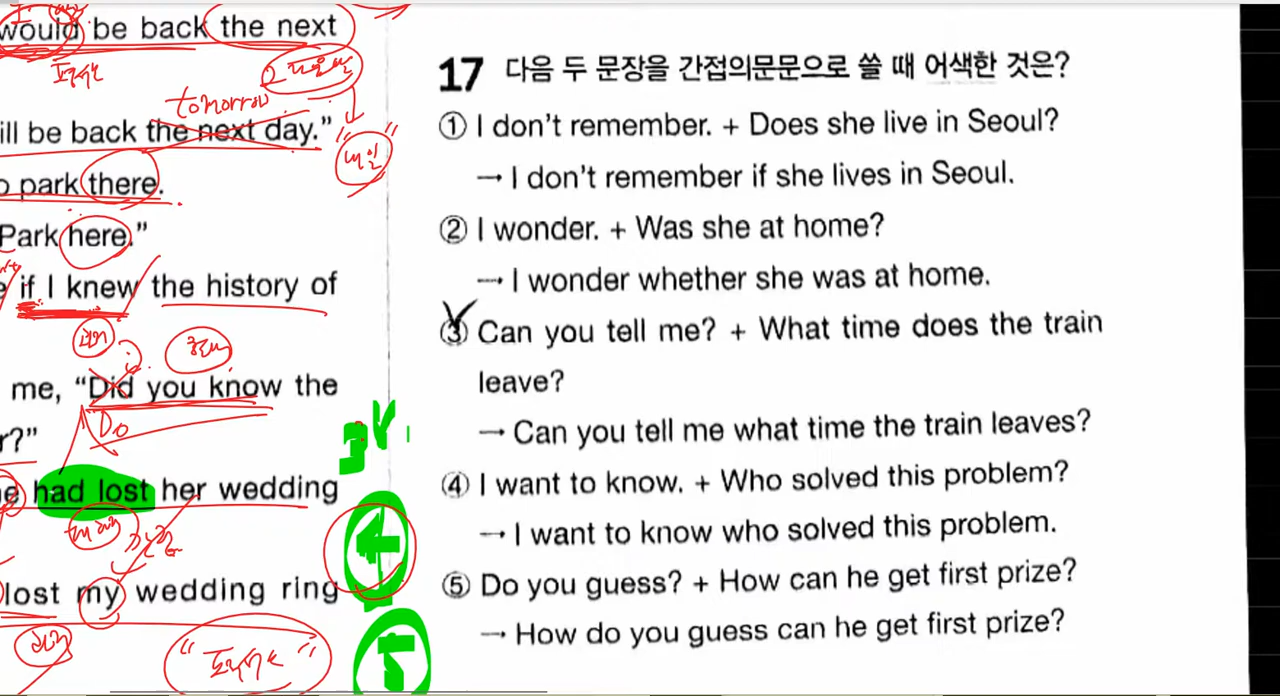 would be back the next
tomorrow
ill be back the next day."
"내일"
o park there.
Park here."
if I knew the history of
me, "Did you know the
Do
r?"
had lost her wedding
lost my wedding ring
17 다음 두 문장을 간접의문문으로 쓸 때 어색한 것은?
① I don't remember. + Does she live in Seoul?
→ I don't remember if she lives in Seoul.
② I wonder. + Was she at home?
→ I wonder whether she was at home.
③ Can you tell me? + What time does the train
leave?
→ Can you tell me what time the train leaves?
④ I want to know. + Who solved this problem?
→ I want to know who solved this problem.
⑤ Do you guess? + How can he get first prize?
→ How do you guess can he get first prize?